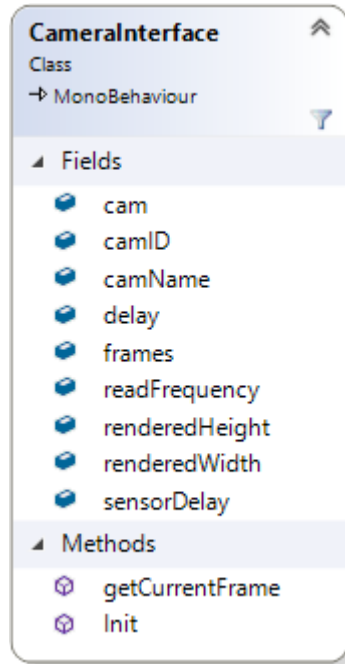 CameraInterface
Class
MonoBehaviour
Fields
cam
camID
camName
delay
frames
readFrequency
renderedHeight
renderedWidth
sensorDelay
Methods
getCurrentFrame
Init